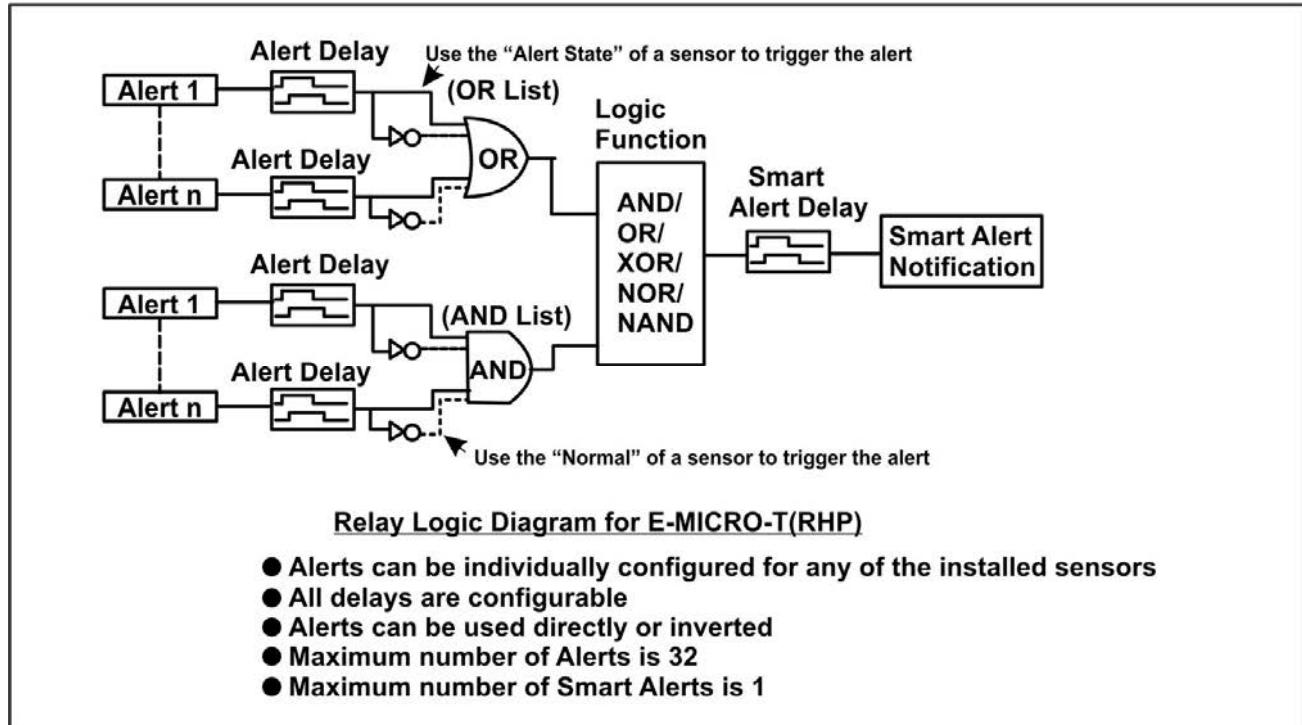 Alert Delay
Use the “Alert State” of a sensor to trigger the alert
Alert 1
(OR List)
Logic
Function
Alert Delay
OR
Alert n
AND/
OR/
XOR/
NOR/
NAND
Smart
Alert Delay
Smart Alert
Notification
Alert Delay
Alert 1
(AND List)
Alert Delay
AND
Alert n
Use the “Normal” of a sensor to trigger the alert
Relay Logic Diagram for E-MICRO-T(RHP)
● Alerts can be individually configured for any of the installed sensors
● All delays are configurable
● Alerts can be used directly or inverted
● Maximum number of Alerts is 32
● Maximum number of Smart Alerts is 1